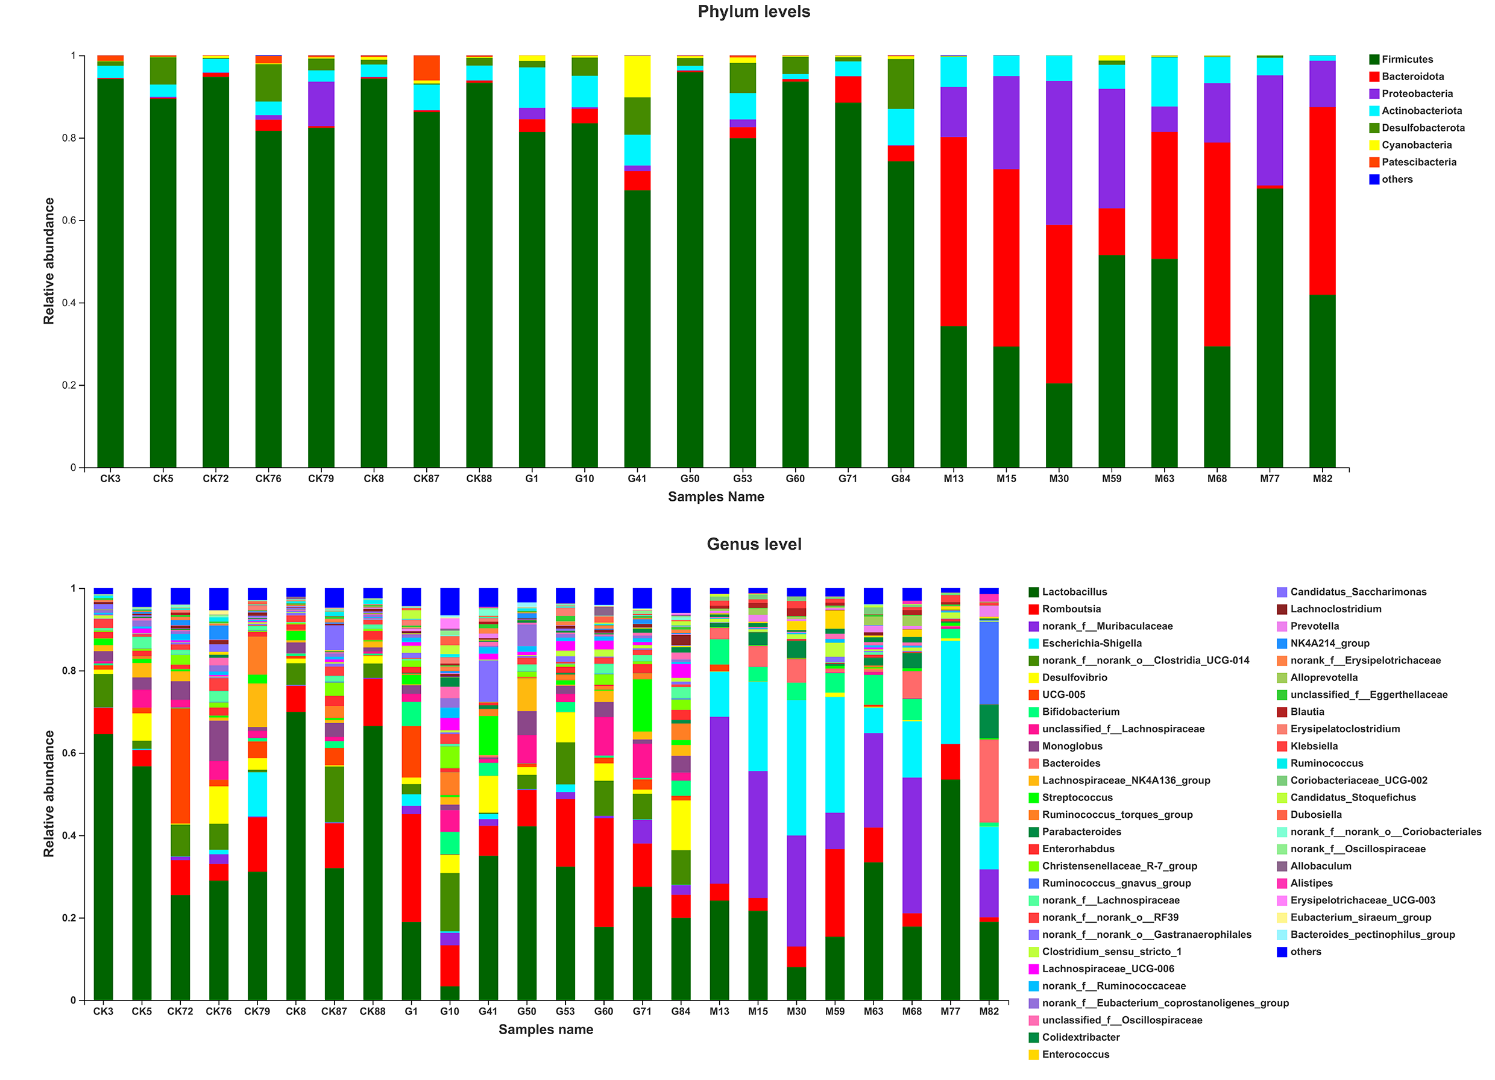 Phylum levels
Relative abundance
1
0.8
0.6
0.4
0.2
0
CK3 CK5 CK72 CK76 CK79 CK8 CK87 CK88 G1 G10 G41 G50 G53 G60 G71 G84 M13 M15 M30 M59 M63 M68 M77 M82
Samples Name
Firmicutes
Bacteroidota
Proteobacteria
Actinobacteriota
Desulfobacterota
Cyanobacteria
Patescibacteria
others
Genus level
Relative abundance
1
0.8
0.6
0.4
0.2
0
CK3 CK5 CK72 CK76 CK79 CK8 CK87 CK88 G1 G10 G41 G50 G53 G60 G71 G84 M13 M15 M30 M59 M63 M68 M77 M82
Samples name
Lactobacillus
Romboutsia
norank_f__Muribaculaceae
Escherichia-Shigella
norank_f__norank_o__Clostridia_UCG-014
Desulfovibrio
UCG-005
Bifidobacterium
unclassified_f__Lachnospiraceae
Monoglobus
Bacteroides
Lachnospiraceae_NK4A136_group
Streptococcus
Ruminococcus_torques_group
Parabacteroides
Enterorhabdus
Christensenellaceae_R-7_group
Ruminococcus_gnavus_group
norank_f__Lachnospiraceae
norank_f__norank_o__RF39
norank_f__norank_o__Gastranaerophilales
Clostridium_sensu_stricto_1
Lachnospiraceae_UCG-006
norank_f__Ruminococcaceae
norank_f__Eubacterium_coprostanoligenes_group
unclassified_f__Oscillospiraceae
Colidextribacter
Enterococcus
Candidatus_Saccharimonas
Lachnoclostridium
Prevotella
NK4A214_group
norank_f__Erysipelotrichaceae
Alloprevotella
unclassified_f__Eggerthellaceae
Blautia
Erysipelatoclostridium
Klebsiella
Ruminococcus
Coriobacteriaceae_UCG-002
Candidatus_Stoquefichus
Dubosiella
norank_f__norank_o__Coriobacteriales
norank_f__Oscillospiraceae
Allobaculum
Alistipes
Erysipelotrichaceae_UCG-003
Eubacterium_siraeum_group
Bacteroides_pectinophilus_group
others